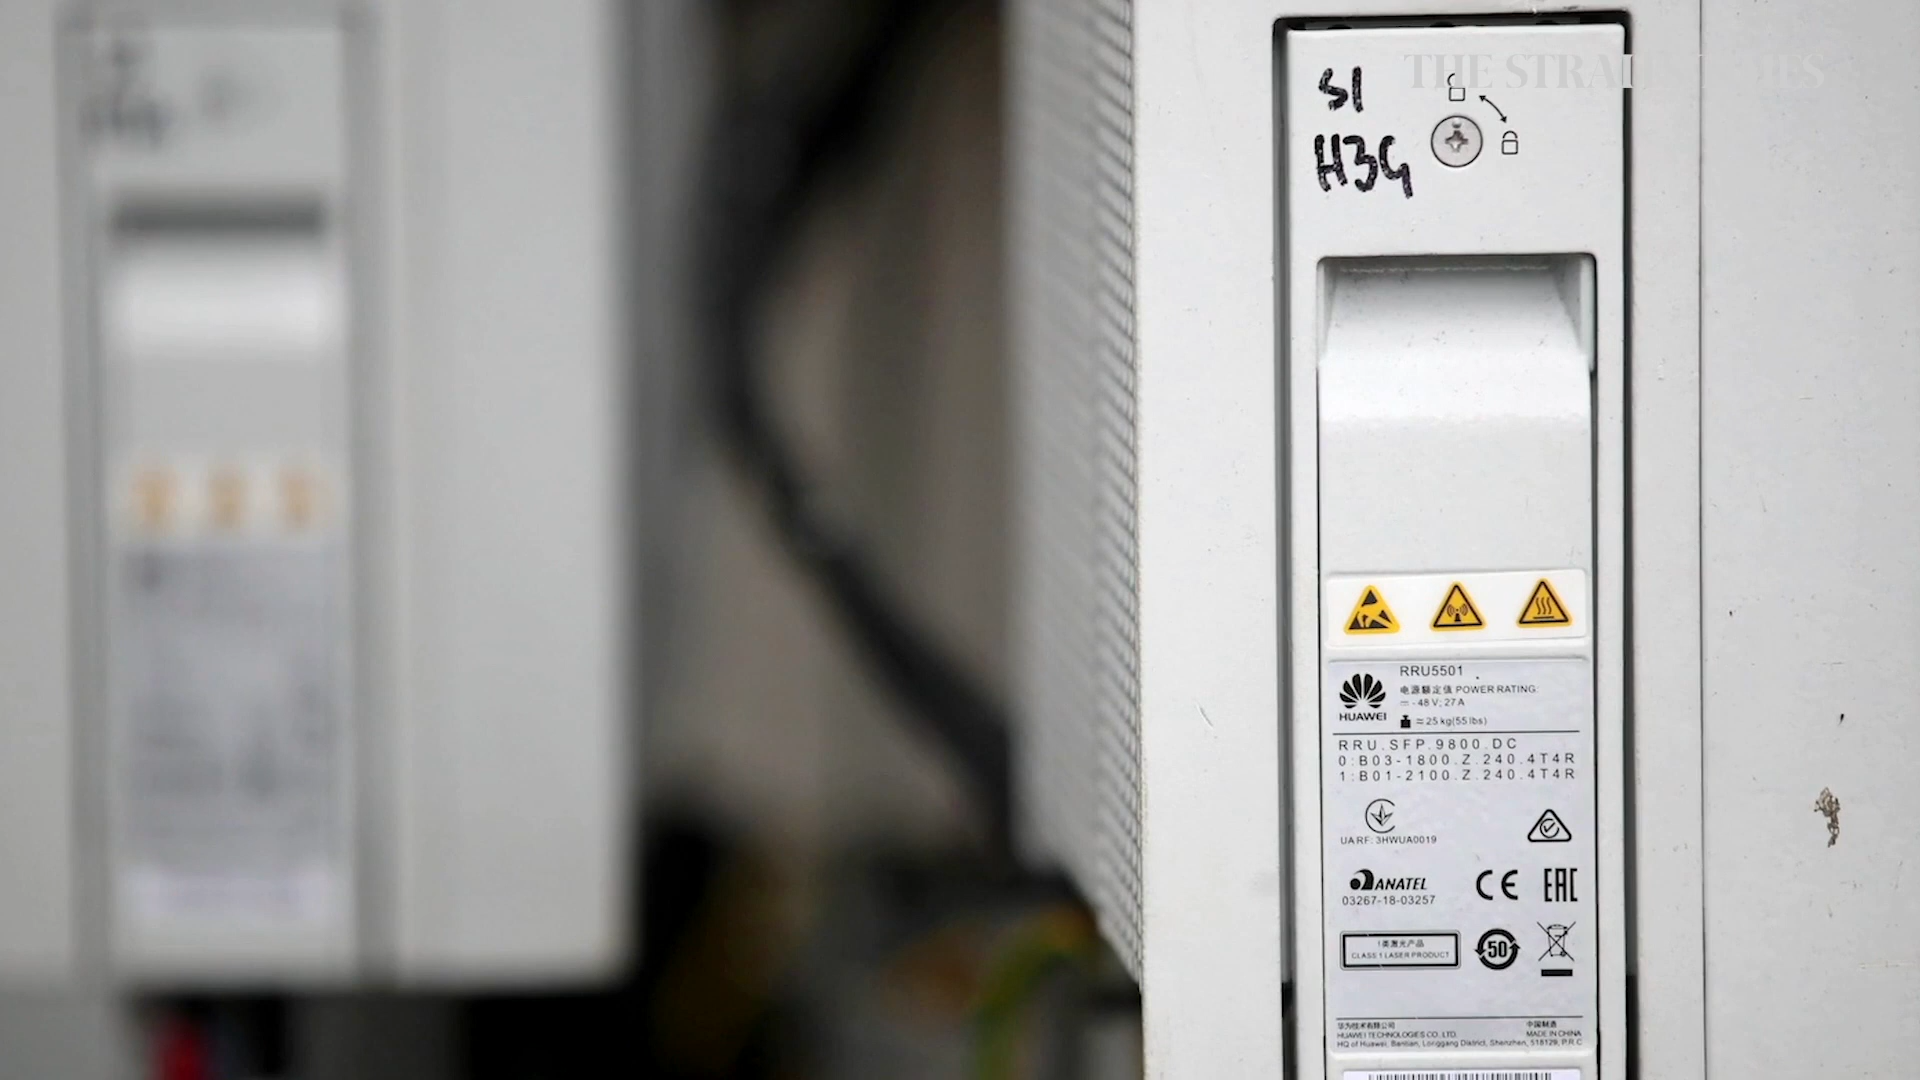 THE STRAITS TIMES
S1
H3G
RRU5501
HUAWEI
电源额定值 POWER RATING:
⎓ -48 V; 27 A
≈ 25 kg(55 lbs)
RRU.SFP.9800.DC
0:B03-1800.Z.240.4T4R
1:B01-2100.Z.240.4T4R
UA RF: 3HWUA0019
ANATEL
03267-18-03257
CE
EAC
1类激光产品
CLASS 1 LASER PRODUCT
50
华为技术有限公司
中国制造
HUAWEI TECHNOLOGIES CO., LTD.
MADE IN CHINA
HQ of Huawei, Bantian, Longgang District, Shenzhen, 518129, P.R.C